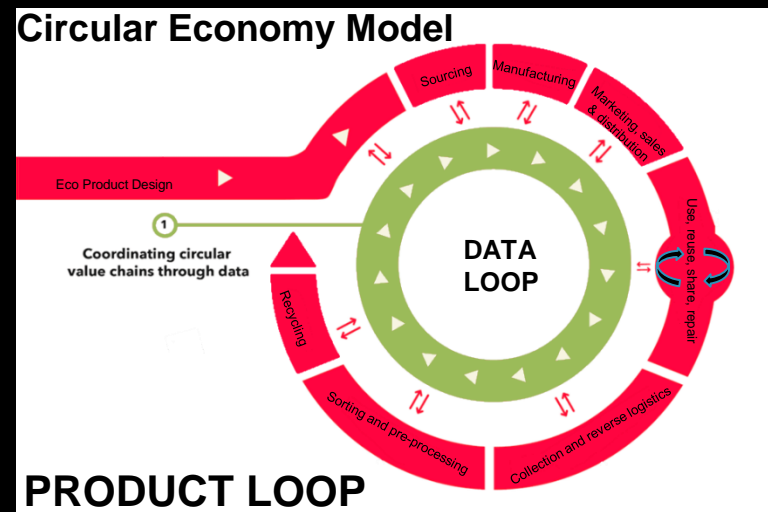 Circular Economy Model
Sourcing
Manufacturing
Marketing, sales
& distribution
Eco Product Design
1
Coordinating circular
value chains through data
DATA
LOOP
Use, reuse, share, repair
Recycling
Sorting and pre-processing
Collection and reverse logistics
PRODUCT LOOP